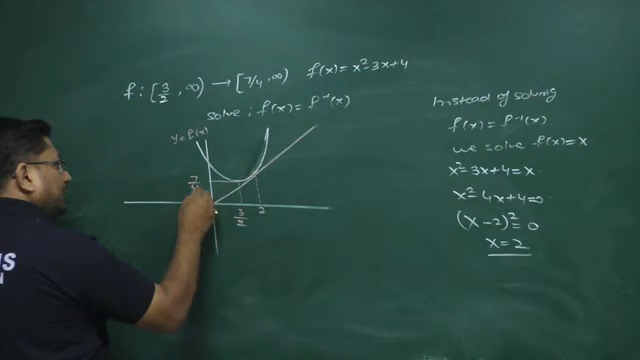 f : [3/2, ∞) → [7/4, ∞) f(x) = x²-3x+4
solve : f(x) = f⁻¹(x)
y=f(x)
7
3/2
2
Instead of solving
f(x) = f⁻¹(x)
we solve f(x) = x
x²-3x+4 = x
x²-4x+4=0
(x-2)²=0
x=2